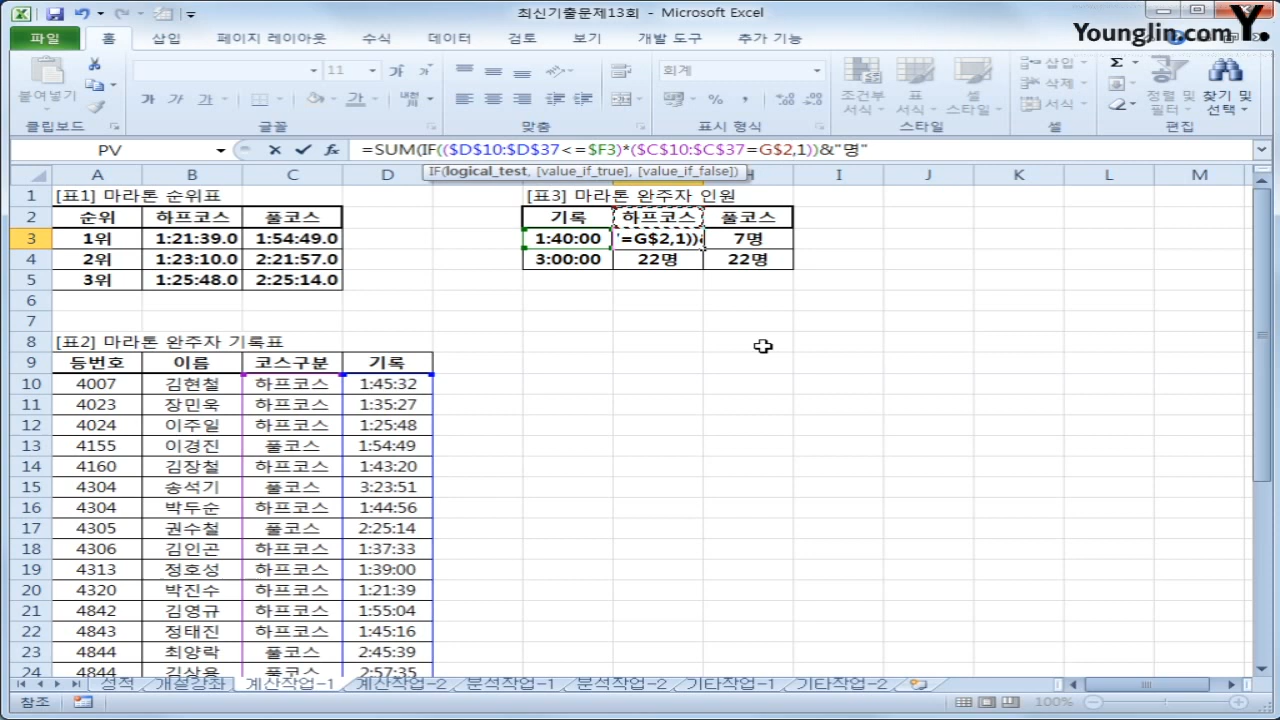 최신기출문제13회 - Microsoft Excel
Younglin.com Y.
파일 홈 삽입 페이지 레이아웃 수식 데이터 검토 보기 개발 도구 추가 기능
붙여넣기 11 가 가 회계 조건부 서식 표 서식 셀 스타일 삽입 삭제 서식 Σ 정렬 및 필터 찾기 및 선택
가 가 가 가 % ,
클립보드 글꼴 맞춤 표시 형식 스타일 셀 편집
PV fx =SUM(IF(($D$10:$D$37<=$F3)*($C$10:$C$37=G$2,1))&"명"
IF(logical_test, [value_if_true], [value_if_false])
A B C D H I J K L M
1 [표1] 마라톤 순위표 [표3] 마라톤 완주자 인원
2 순위 하프코스 풀코스 기록 하프코스 풀코스
3 1위 1:21:39.0 1:54:49.0 1:40:00 '=G$2,1))& 7명
4 2위 1:23:10.0 2:21:57.0 3:00:00 22명 22명
5 3위 1:25:48.0 2:25:14.0
6
7
8 [표2] 마라톤 완주자 기록표
9 등번호 이름 코스구분 기록
10 4007 김현철 하프코스 1:45:32
11 4023 장민욱 하프코스 1:35:27
12 4024 이주일 하프코스 1:25:48
13 4155 이경진 풀코스 1:54:49
14 4160 김장철 하프코스 1:43:20
15 4304 송석기 풀코스 3:23:51
16 4304 박두순 하프코스 1:44:56
17 4305 권수철 풀코스 2:25:14
18 4306 김인곤 하프코스 1:37:33
19 4313 정호성 하프코스 1:39:00
20 4320 박진수 하프코스 1:21:39
21 4842 김영규 하프코스 1:55:04
22 4843 정태진 하프코스 1:45:16
23 4844 최양락 풀코스 2:45:39
24 4844 김상용 풀코스 2:57:35
성적 개설강좌 계산작업-1 계산작업-2 분석작업-1 분석작업-2 기타작업-1 기타작업-2
참조 100%